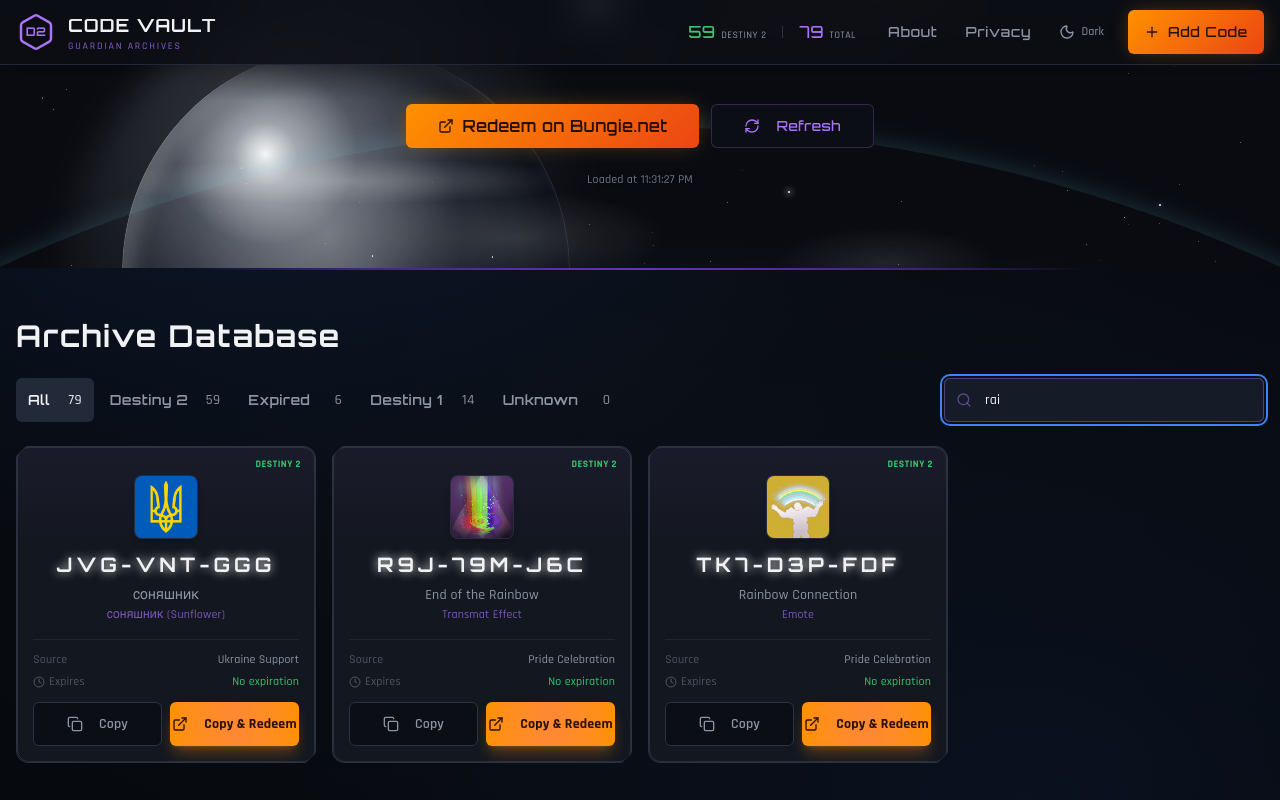 D2
CODE VAULT
GUARDIAN ARCHIVES
59 DESTINY 2
79 TOTAL
About
Privacy
Dark
Add Code
Redeem on Bungie.net
Refresh
Loaded at 11:31:27 PM
Archive Database
All 79
Destiny 2 59
Expired 6
Destiny 1 14
Unknown 0
rai
DESTINY 2
JVG-VNT-GGG
соняшник
соняшник (Sunflower)
Source Ukraine Support
Expires No expiration
Copy
Copy & Redeem
DESTINY 2
R9J-79M-J6C
End of the Rainbow
Transmat Effect
Source Pride Celebration
Expires No expiration
Copy
Copy & Redeem
DESTINY 2
TK7-D3P-FDF
Rainbow Connection
Emote
Source Pride Celebration
Expires No expiration
Copy
Copy & Redeem